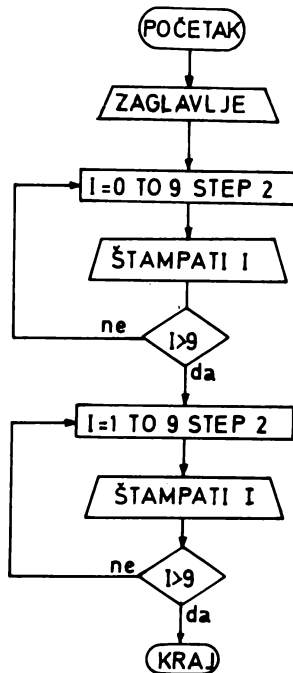 POČETAK
ZAGLAVLJE
I=0 TO 9 STEP 2
ŠTAMPATI I
ne
I>9
da
I=1 TO 9 STEP 2
ŠTAMPATI I
ne
I>9
da
KRAJ